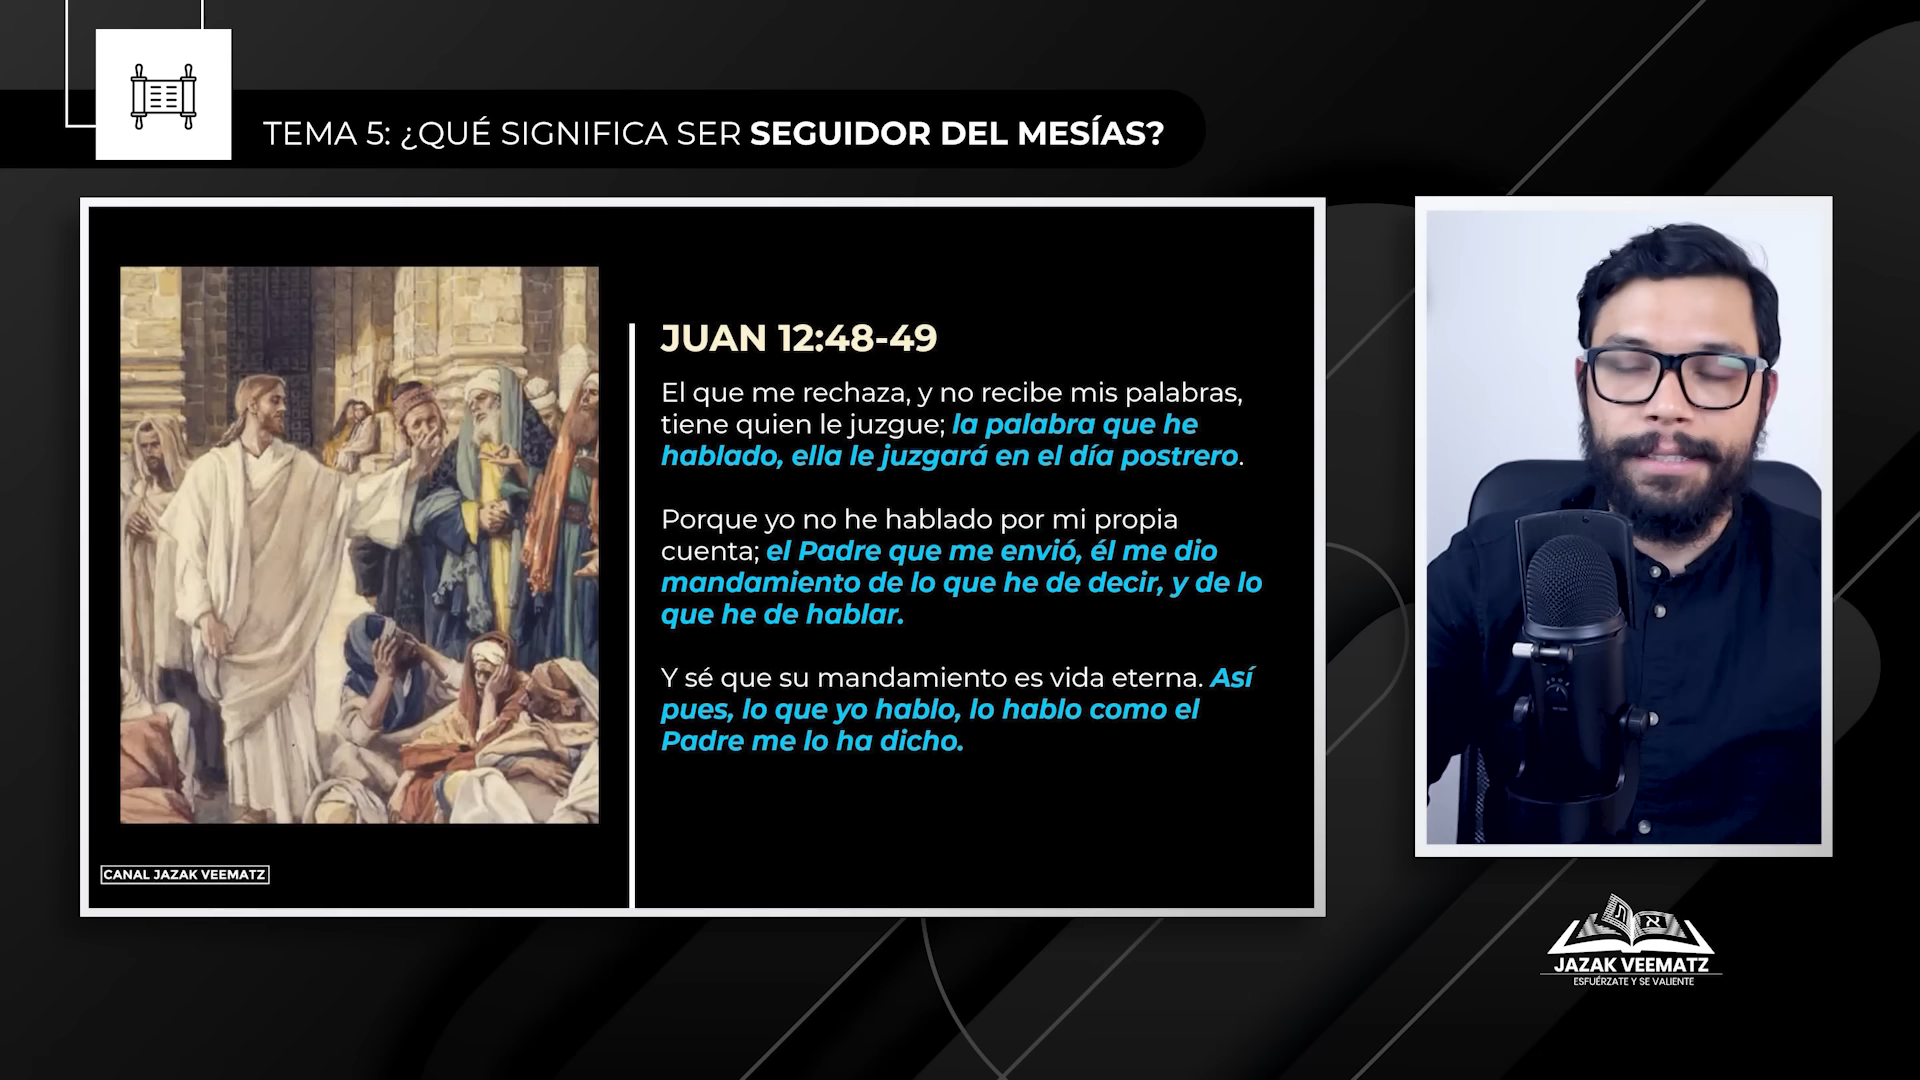 TEMA 5: ¿QUÉ SIGNIFICA SER SEGUIDOR DEL MESÍAS?
JUAN 12:48-49
El que me rechaza, y no recibe mis palabras,
tiene quien le juzgue; la palabra que he
hablado, ella le juzgará en el día postrero.
Porque yo no he hablado por mi propia
cuenta; el Padre que me envió, él me dio
mandamiento de lo que he de decir, y de lo
que he de hablar.
Y sé que su mandamiento es vida eterna. Así
pues, lo que yo hablo, lo hablo como el
Padre me lo ha dicho.
CANAL JAZAK VEEMATZ
ת א
JAZAK VEEMATZ
ESFUÉRZATE Y SE VALIENTE